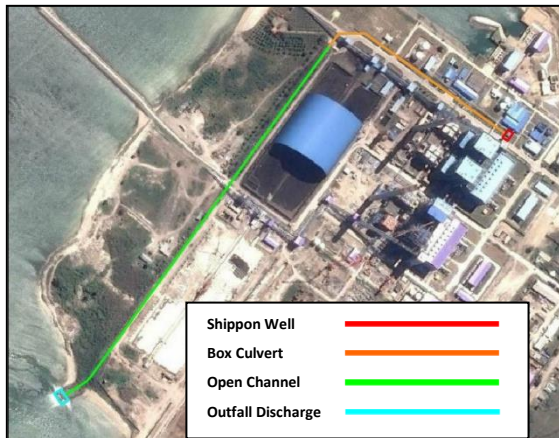 Shippon Well
Box Culvert
Open Channel
Outfall Discharge